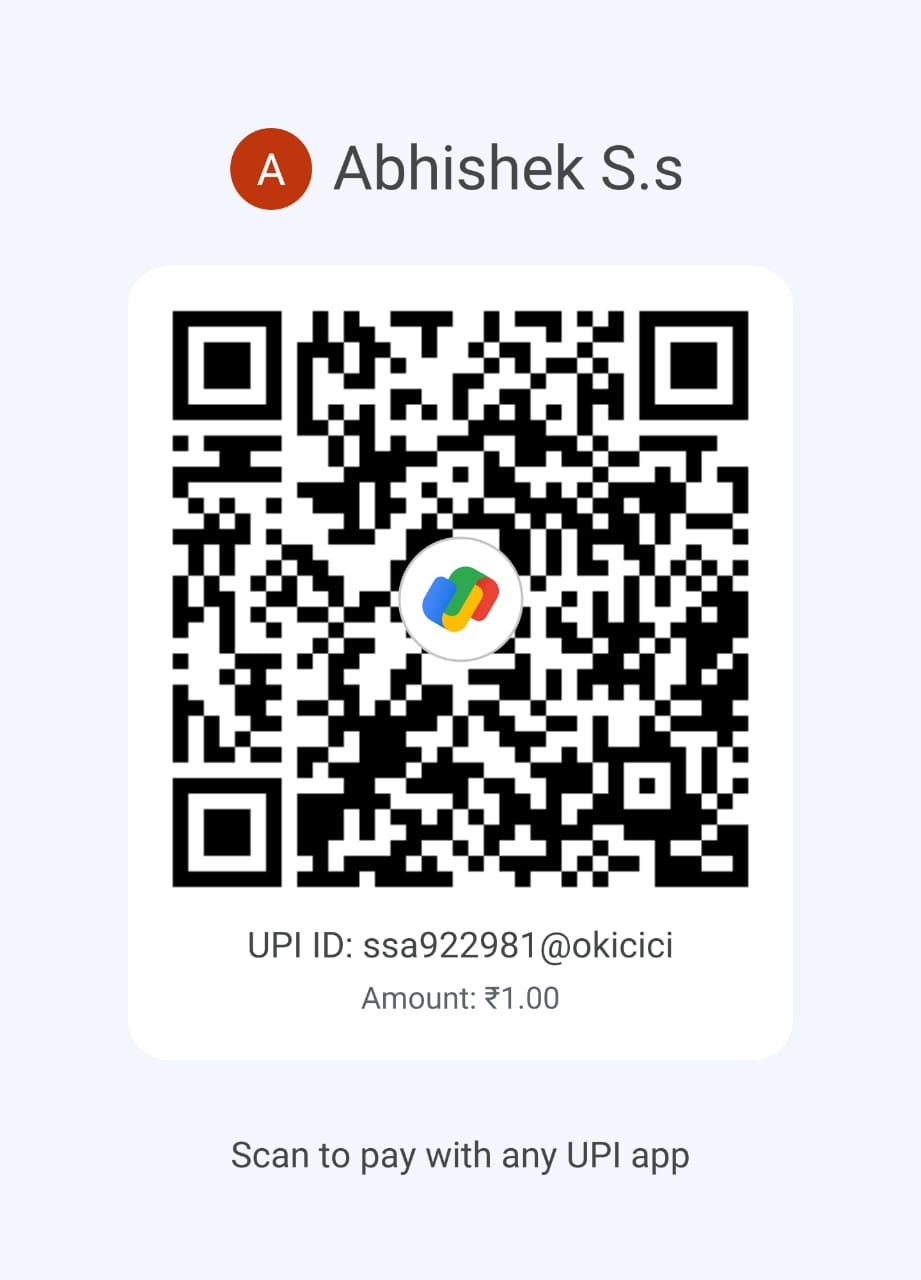 A Abhishek S.s
UPI ID: ssa922981@okicici
Amount: ₹1.00
Scan to pay with any UPI app